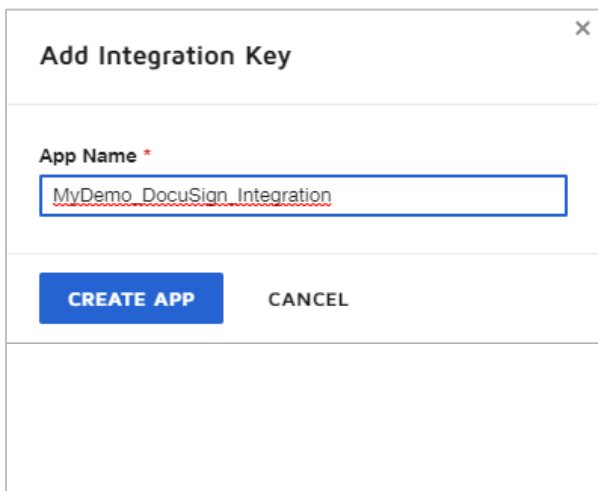 Add Integration Key
App Name *
MyDemo_DocuSign_Integration
CREATE APP CANCEL